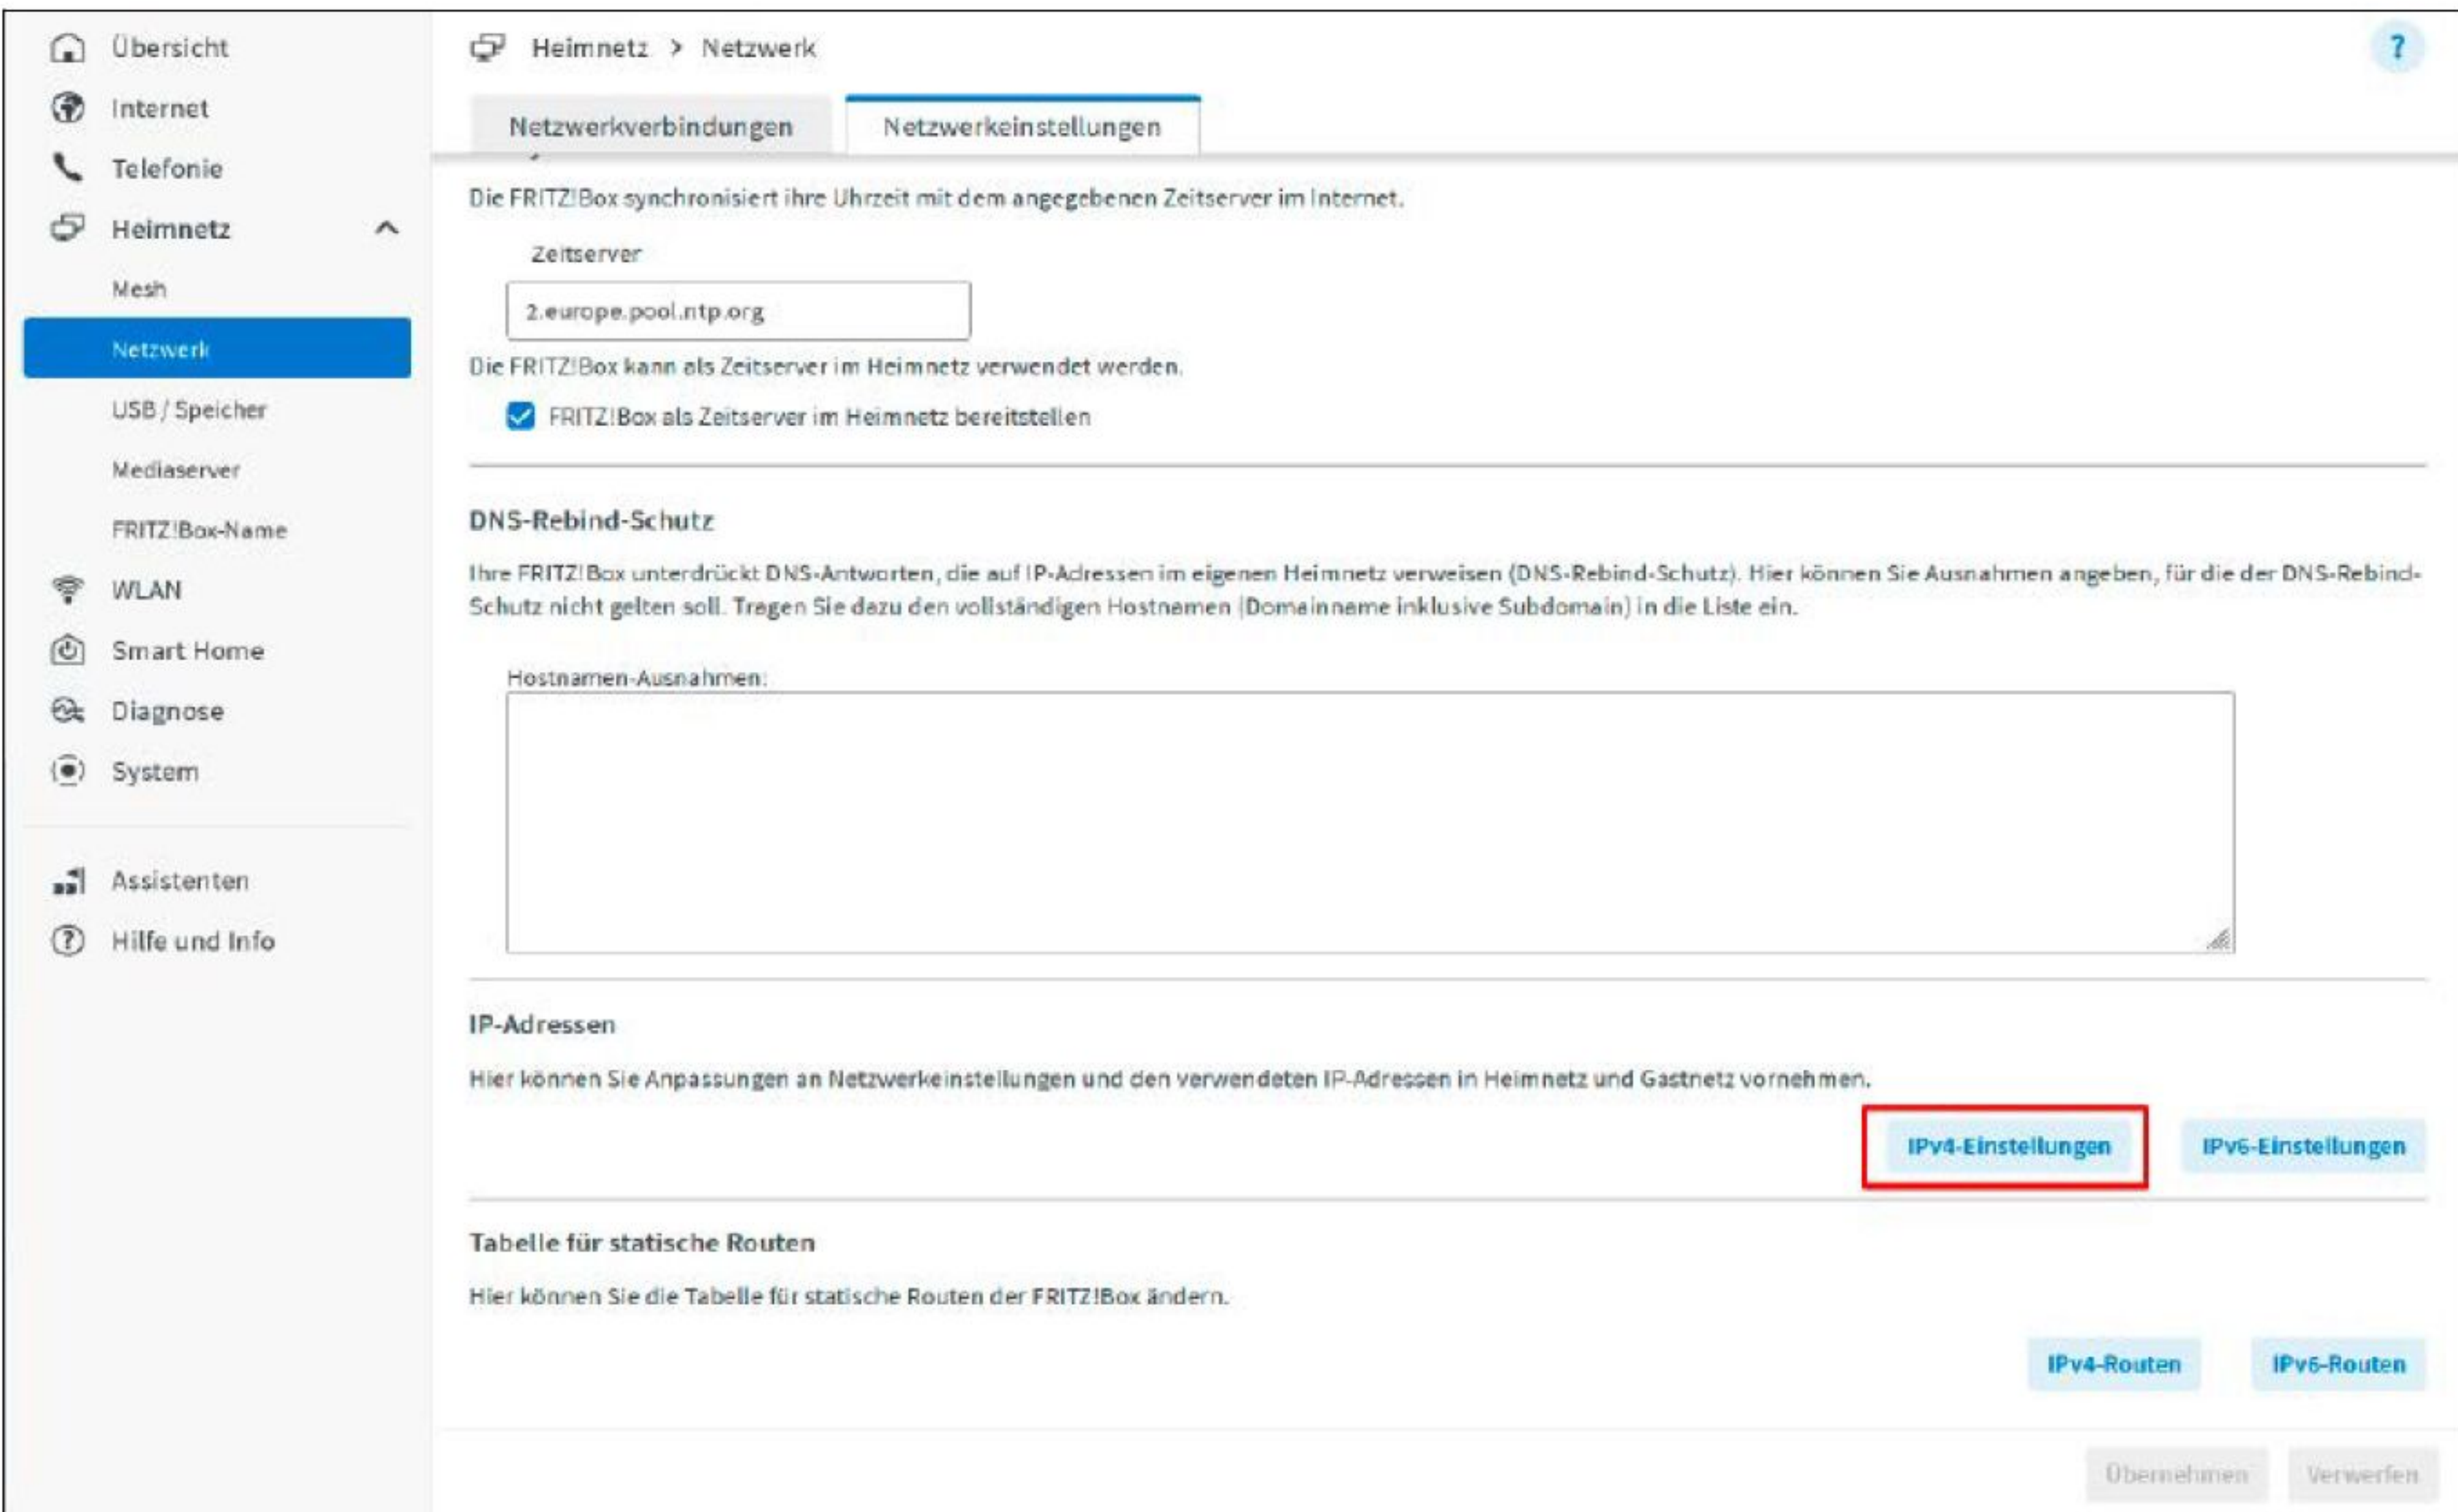 Übersicht
Internet
Telefonie
Heimnetz
Mesh
Netzwerk
USB / Speicher
Mediaserver
FRITZ!Box-Name
WLAN
Smart Home
Diagnose
System
Assistenten
Hilfe und Info
Heimnetz > Netzwerk
?
Netzwerkverbindungen
Netzwerkeinstellungen
Die FRITZ!Box synchronisiert ihre Uhrzeit mit dem angegebenen Zeitserver im Internet.
Zeitserver
2.europe.pool.ntp.org
Die FRITZ!Box kann als Zeitserver im Heimnetz verwendet werden.
FRITZ!Box als Zeitserver im Heimnetz bereitstellen
DNS-Rebind-Schutz
Ihre FRITZ!Box unterdrückt DNS-Antworten, die auf IP-Adressen im eigenen Heimnetz verweisen (DNS-Rebind-Schutz). Hier können Sie Ausnahmen angeben, für die der DNS-Rebind-
Schutz nicht gelten soll. Tragen Sie dazu den vollständigen Hostnamen (Domainname inklusive Subdomain) in die Liste ein.
Hostnamen-Ausnahmen:
IP-Adressen
Hier können Sie Anpassungen an Netzwerkeinstellungen und den verwendeten IP-Adressen in Heimnetz und Gastnetz vornehmen.
IPv4-Einstellungen
IPv6-Einstellungen
Tabelle für statische Routen
Hier können Sie die Tabelle für statische Routen der FRITZ!Box ändern.
IPv4-Routen
IPv6-Routen
Übernehmen
Verwerfen